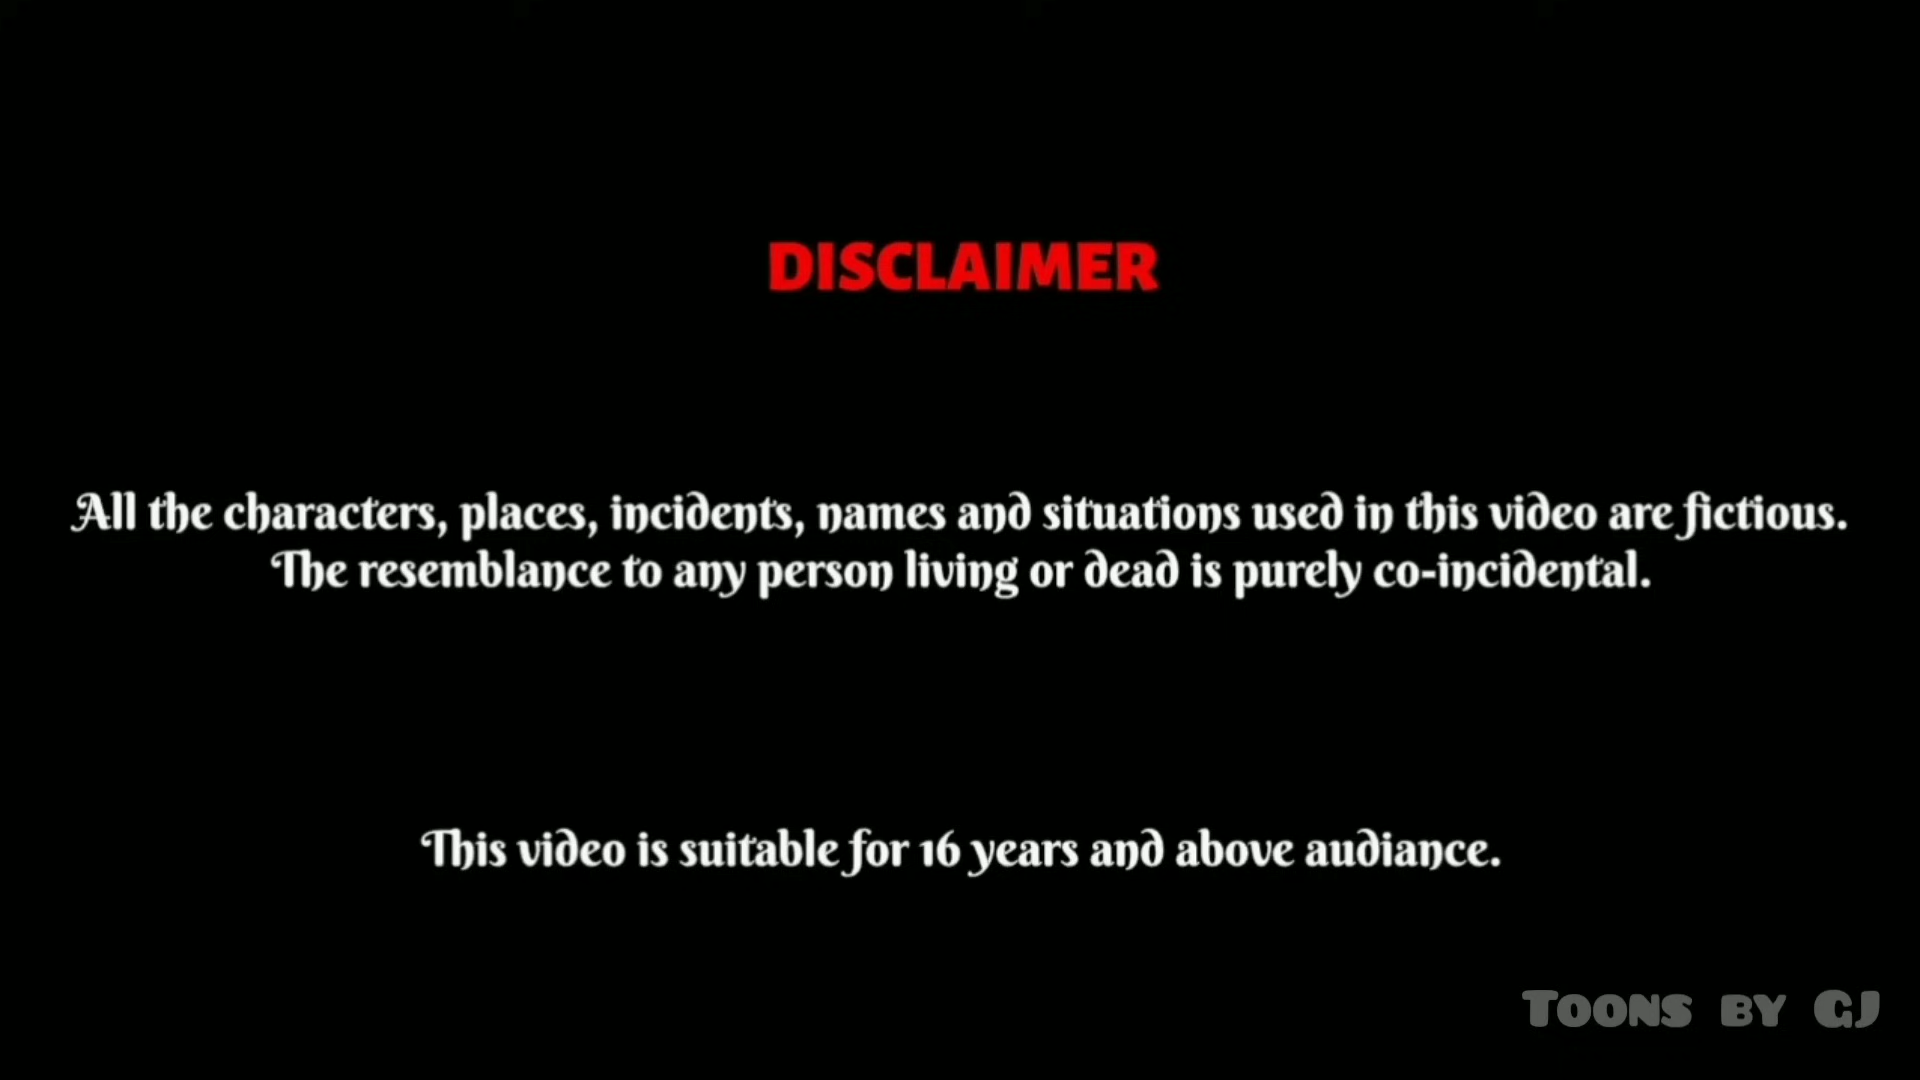 DISCLAIMER
All the characters, places, incidents, names and situations used in this video are fictious.
The resemblance to any person living or dead is purely co-incidental.
This video is suitable for 16 years and above audiance.
Toons by GJ